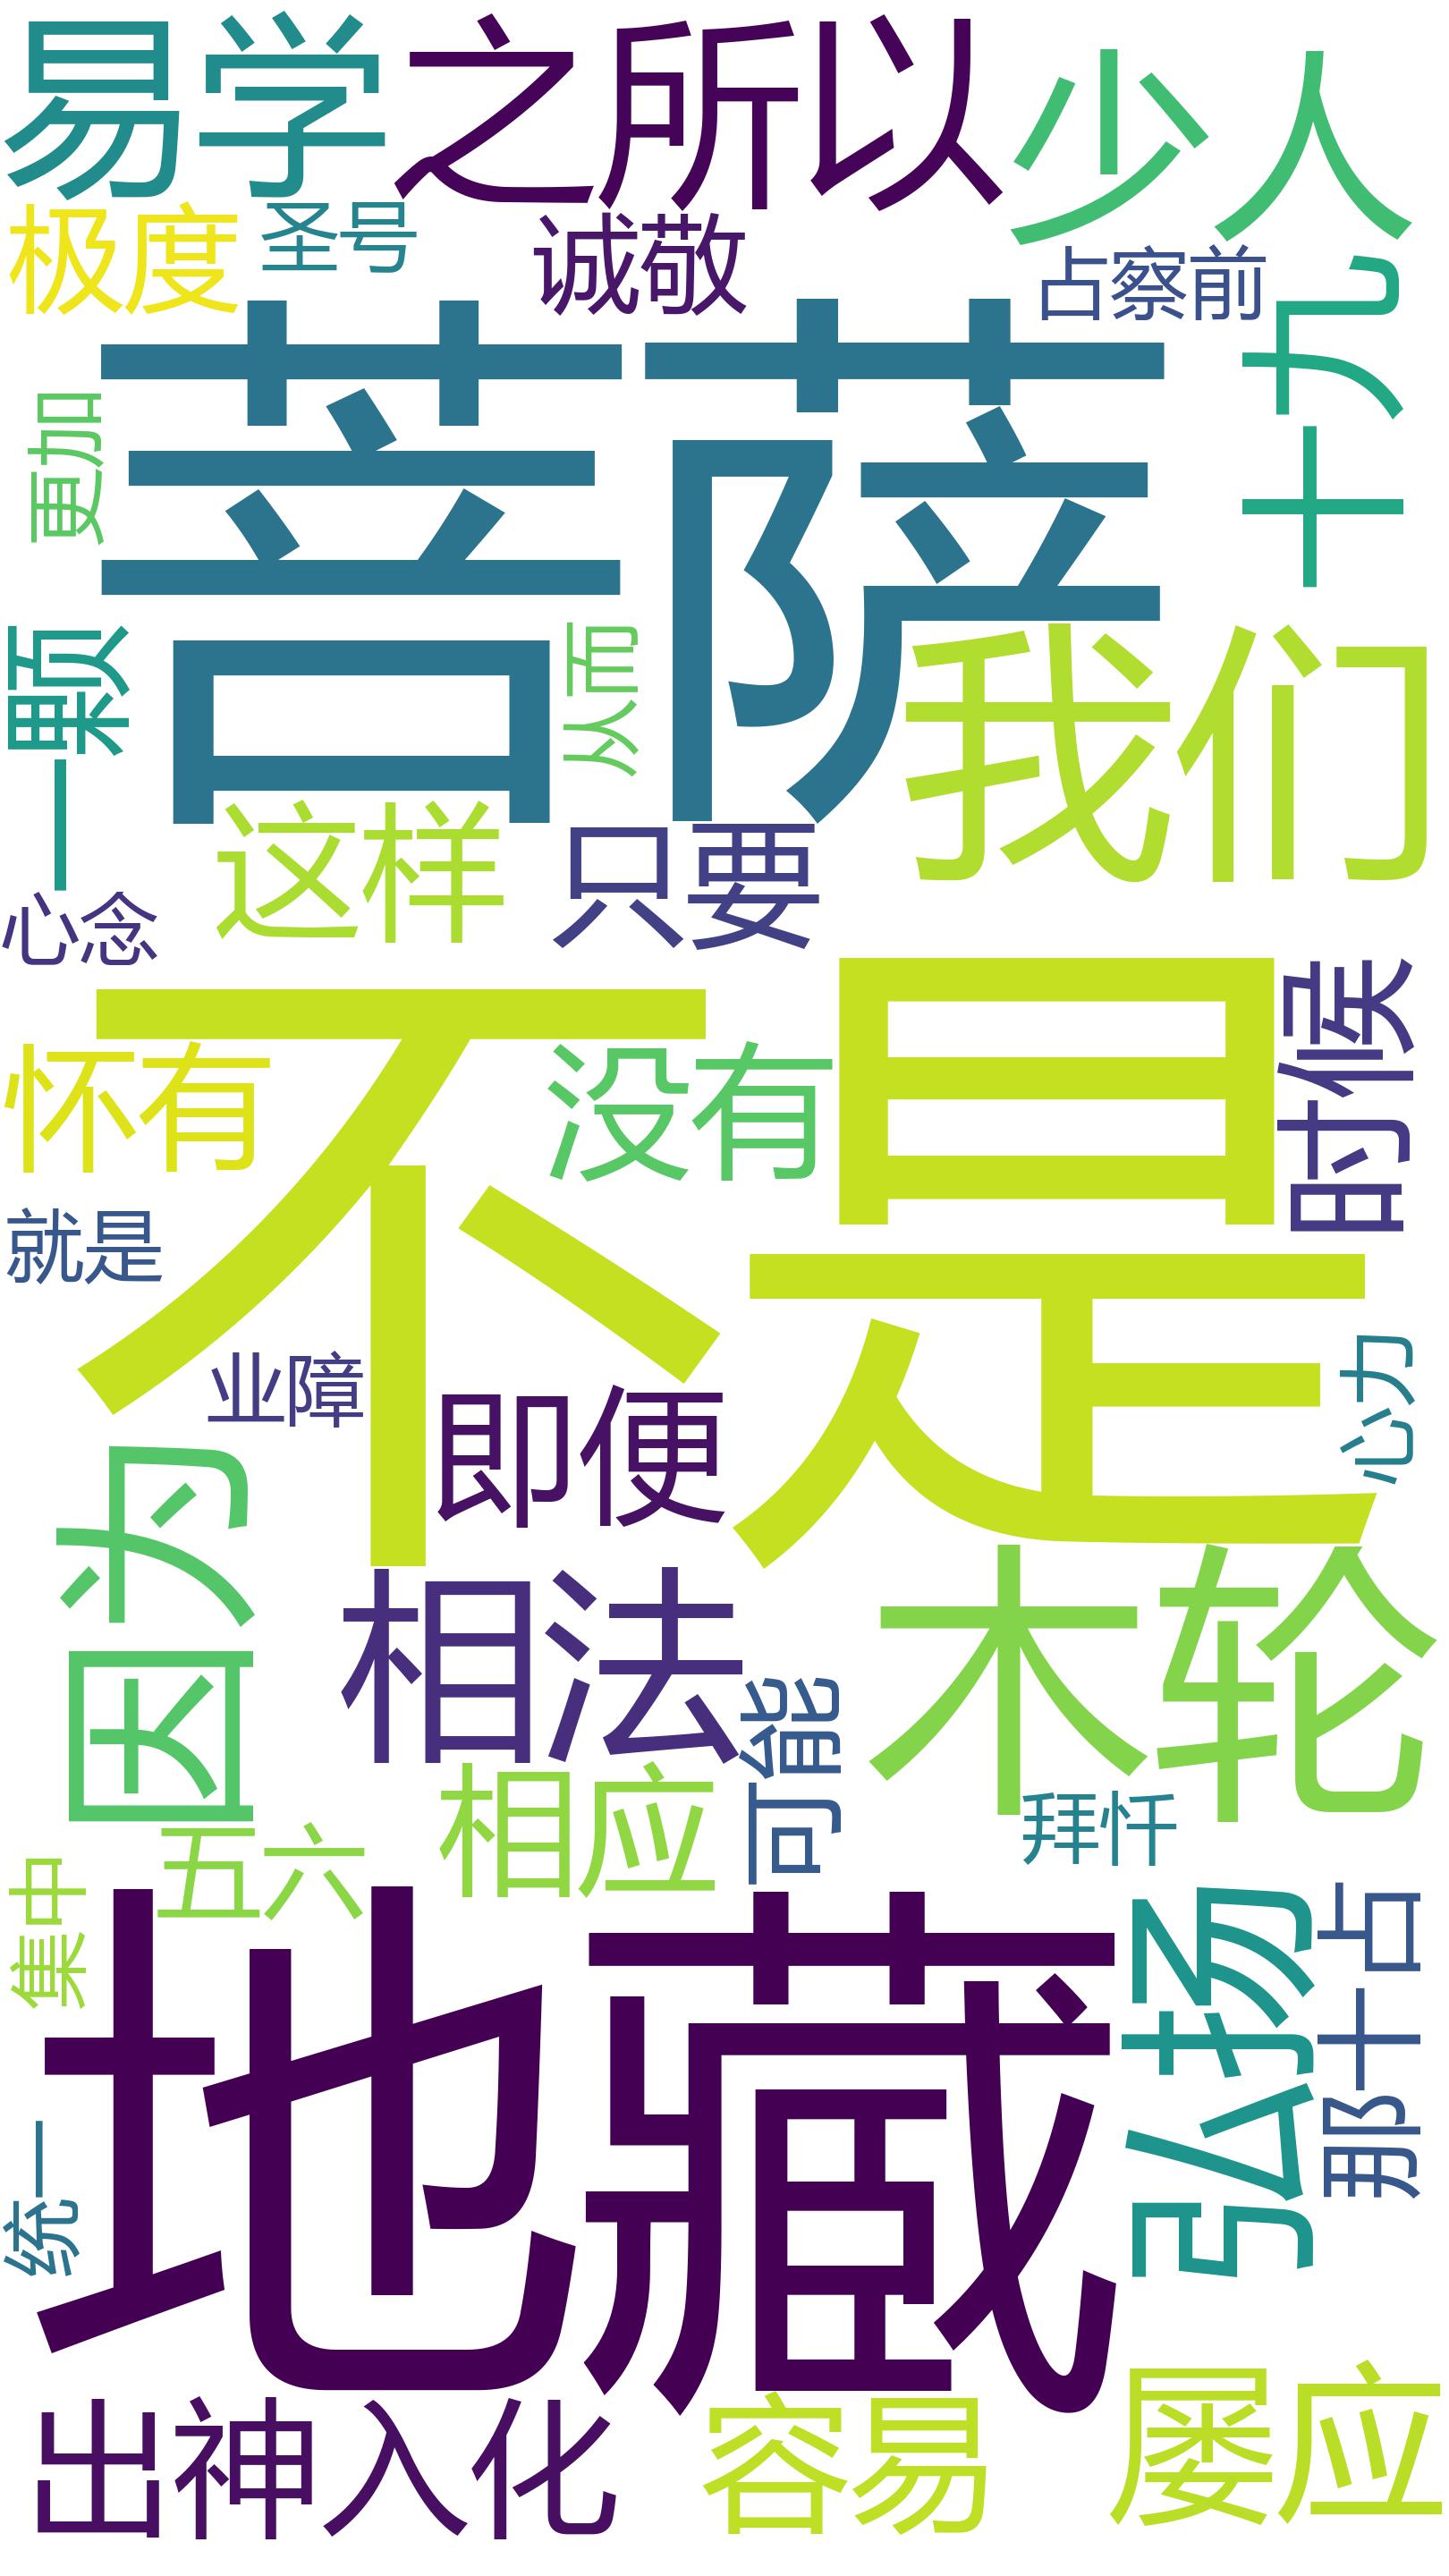 易学
之所以
少人
极度
圣号
诚敬
占察前
十九
菩萨
更加
一颗
从而
我们
这样
只要
心念
不是
时候
怀有
没有
就是
心力
业障
即便
因为
相法
木轮
可能
相应
拜忏
五六
集中
地藏
弘扬
那十占
统一
出神入化
容易
屡应